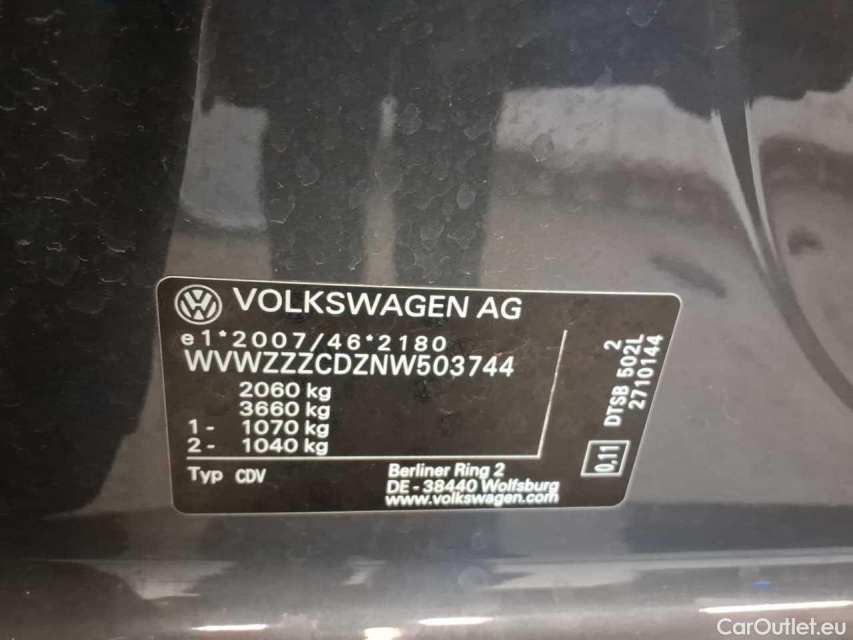 VOLKSWAGEN AG
e1*2007/46*2180
WVWZZZCDZNW503744
2060 kg
3660 kg
1- 1070 kg
2- 1040 kg
Typ CDV
Berliner Ring 2
DE-38440 Wolfsburg
www.volkswagen.com
2
DTSB 502L
2710144
0.11
CarOutlet.eu